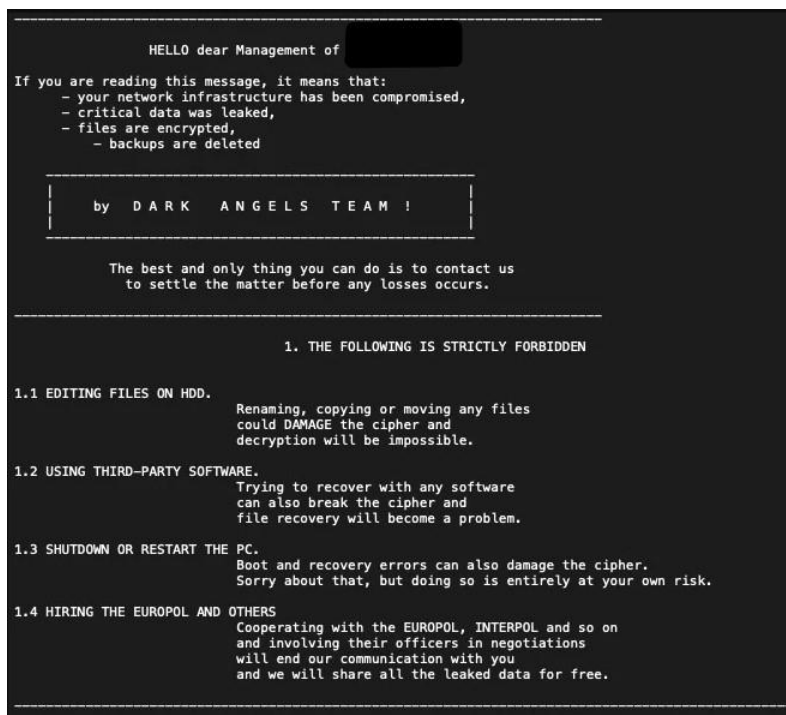 HELLO dear Management of
If you are reading this message, it means that:
– your network infrastructure has been compromised,
– critical data was leaked,
– files are encrypted,
– backups are deleted
by D A R K A N G E L S T E A M !
The best and only thing you can do is to contact us
to settle the matter before any losses occurs.
1. THE FOLLOWING IS STRICTLY FORBIDDEN
1.1 EDITING FILES ON HDD.
Renaming, copying or moving any files
could DAMAGE the cipher and
decryption will be impossible.
1.2 USING THIRD–PARTY SOFTWARE.
Trying to recover with any software
can also break the cipher and
file recovery will become a problem.
1.3 SHUTDOWN OR RESTART THE PC.
Boot and recovery errors can also damage the cipher.
Sorry about that, but doing so is entirely at your own risk.
1.4 HIRING THE EUROPOL AND OTHERS
Cooperating with the EUROPOL, INTERPOL and so on
and involving their officers in negotiations
will end our communication with you
and we will share all the leaked data for free.